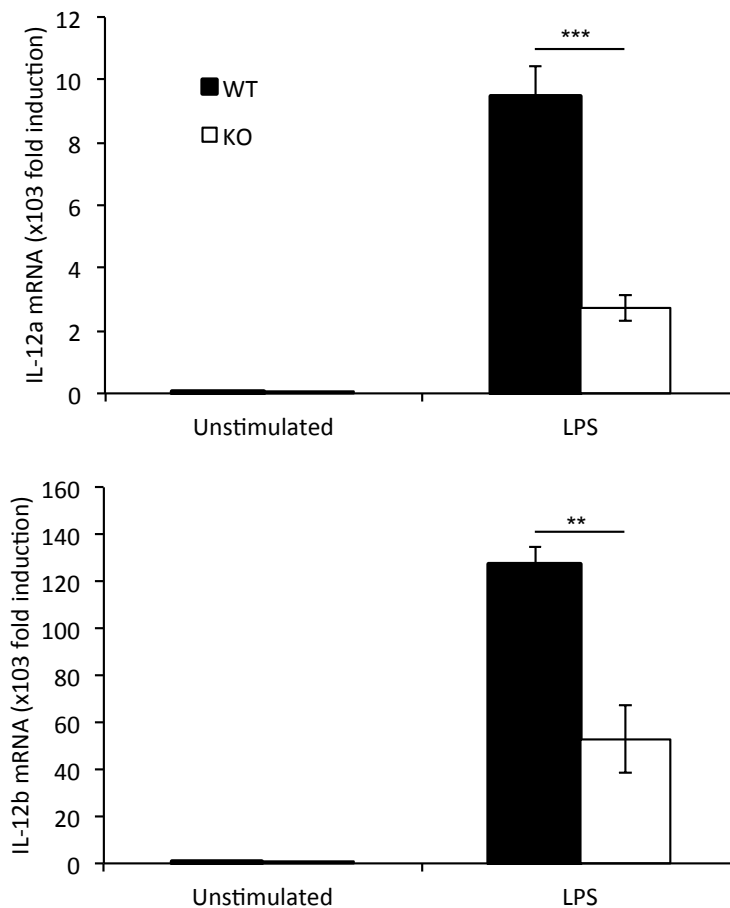 IL-12a mRNA (x103 fold induction)
12
10
8
6
4
2
0
WT
KO
***
Unstimulated
LPS
IL-12b mRNA (x103 fold induction)
160
140
120
100
80
60
40
20
0
**
Unstimulated
LPS